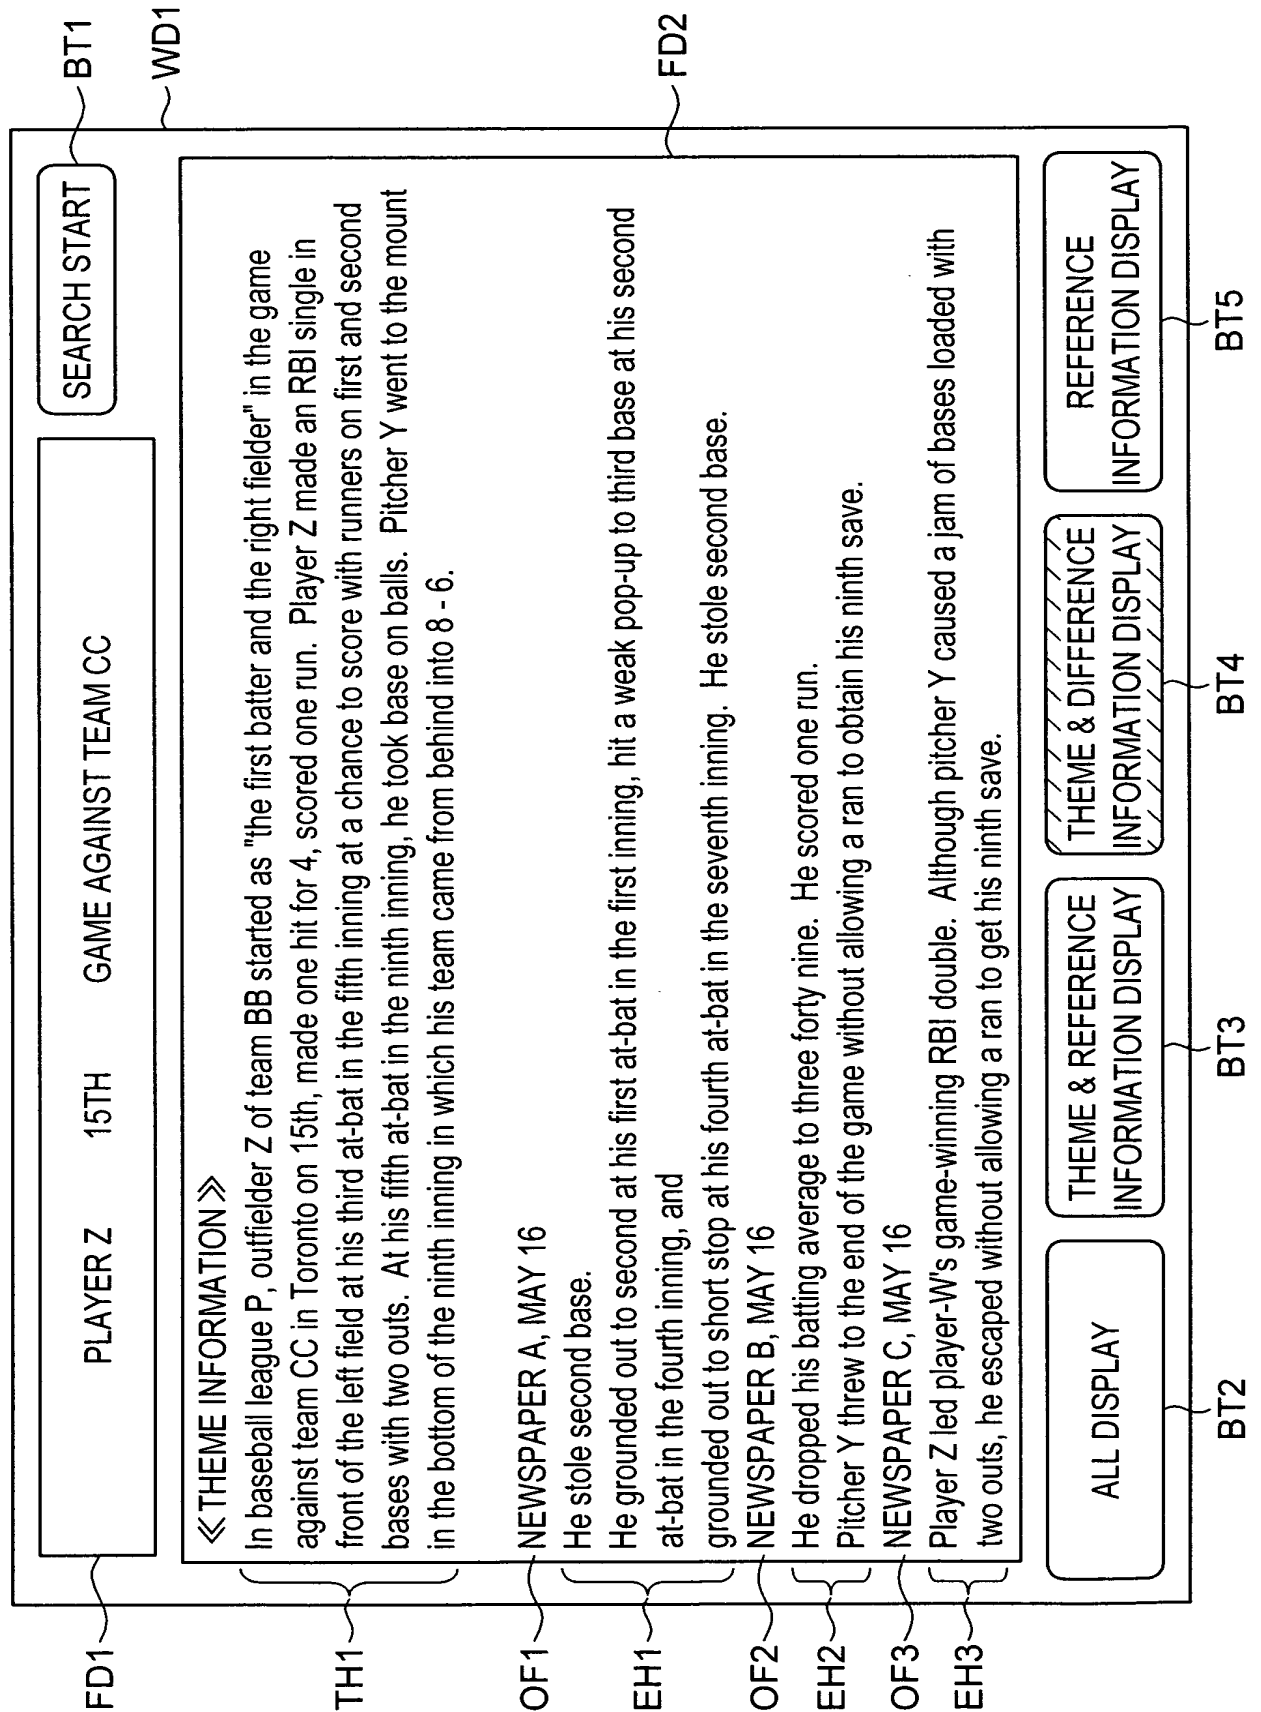 BT1
WD1
FD1
PLAYER Z 15TH GAME AGAINST TEAM CC
SEARCH START
FD2
≪THEME INFORMATION≫
TH1
In baseball league P, outfielder Z of team BB started as "the first batter and the right fielder" in the game
against team CC in Toronto on 15th, made one hit for 4, scored one run. Player Z made an RBI single in
front of the left field at his third at-bat in the fifth inning at a chance to score with runners on first and second
bases with two outs. At his fifth at-bat in the ninth inning, he took base on balls. Pitcher Y went to the mount
in the bottom of the ninth inning in which his team came from behind into 8 - 6.
OF1
NEWSPAPER A, MAY 16
EH1
He stole second base.
He grounded out to second at his first at-bat in the first inning, hit a weak pop-up to third base at his second
at-bat in the fourth inning, and
grounded out to short stop at his fourth at-bat in the seventh inning. He stole second base.
OF2
NEWSPAPER B, MAY 16
EH2
He dropped his batting average to three forty nine. He scored one run.
Pitcher Y threw to the end of the game without allowing a ran to obtain his ninth save.
OF3
NEWSPAPER C, MAY 16
EH3
Player Z led player-W's game-winning RBI double. Although pitcher Y caused a jam of bases loaded with
two outs, he escaped without allowing a ran to get his ninth save.
ALL DISPLAY
THEME & REFERENCE
INFORMATION DISPLAY
THEME & DIFFERENCE
INFORMATION DISPLAY
REFERENCE
INFORMATION DISPLAY
BT2
BT3
BT4
BT5